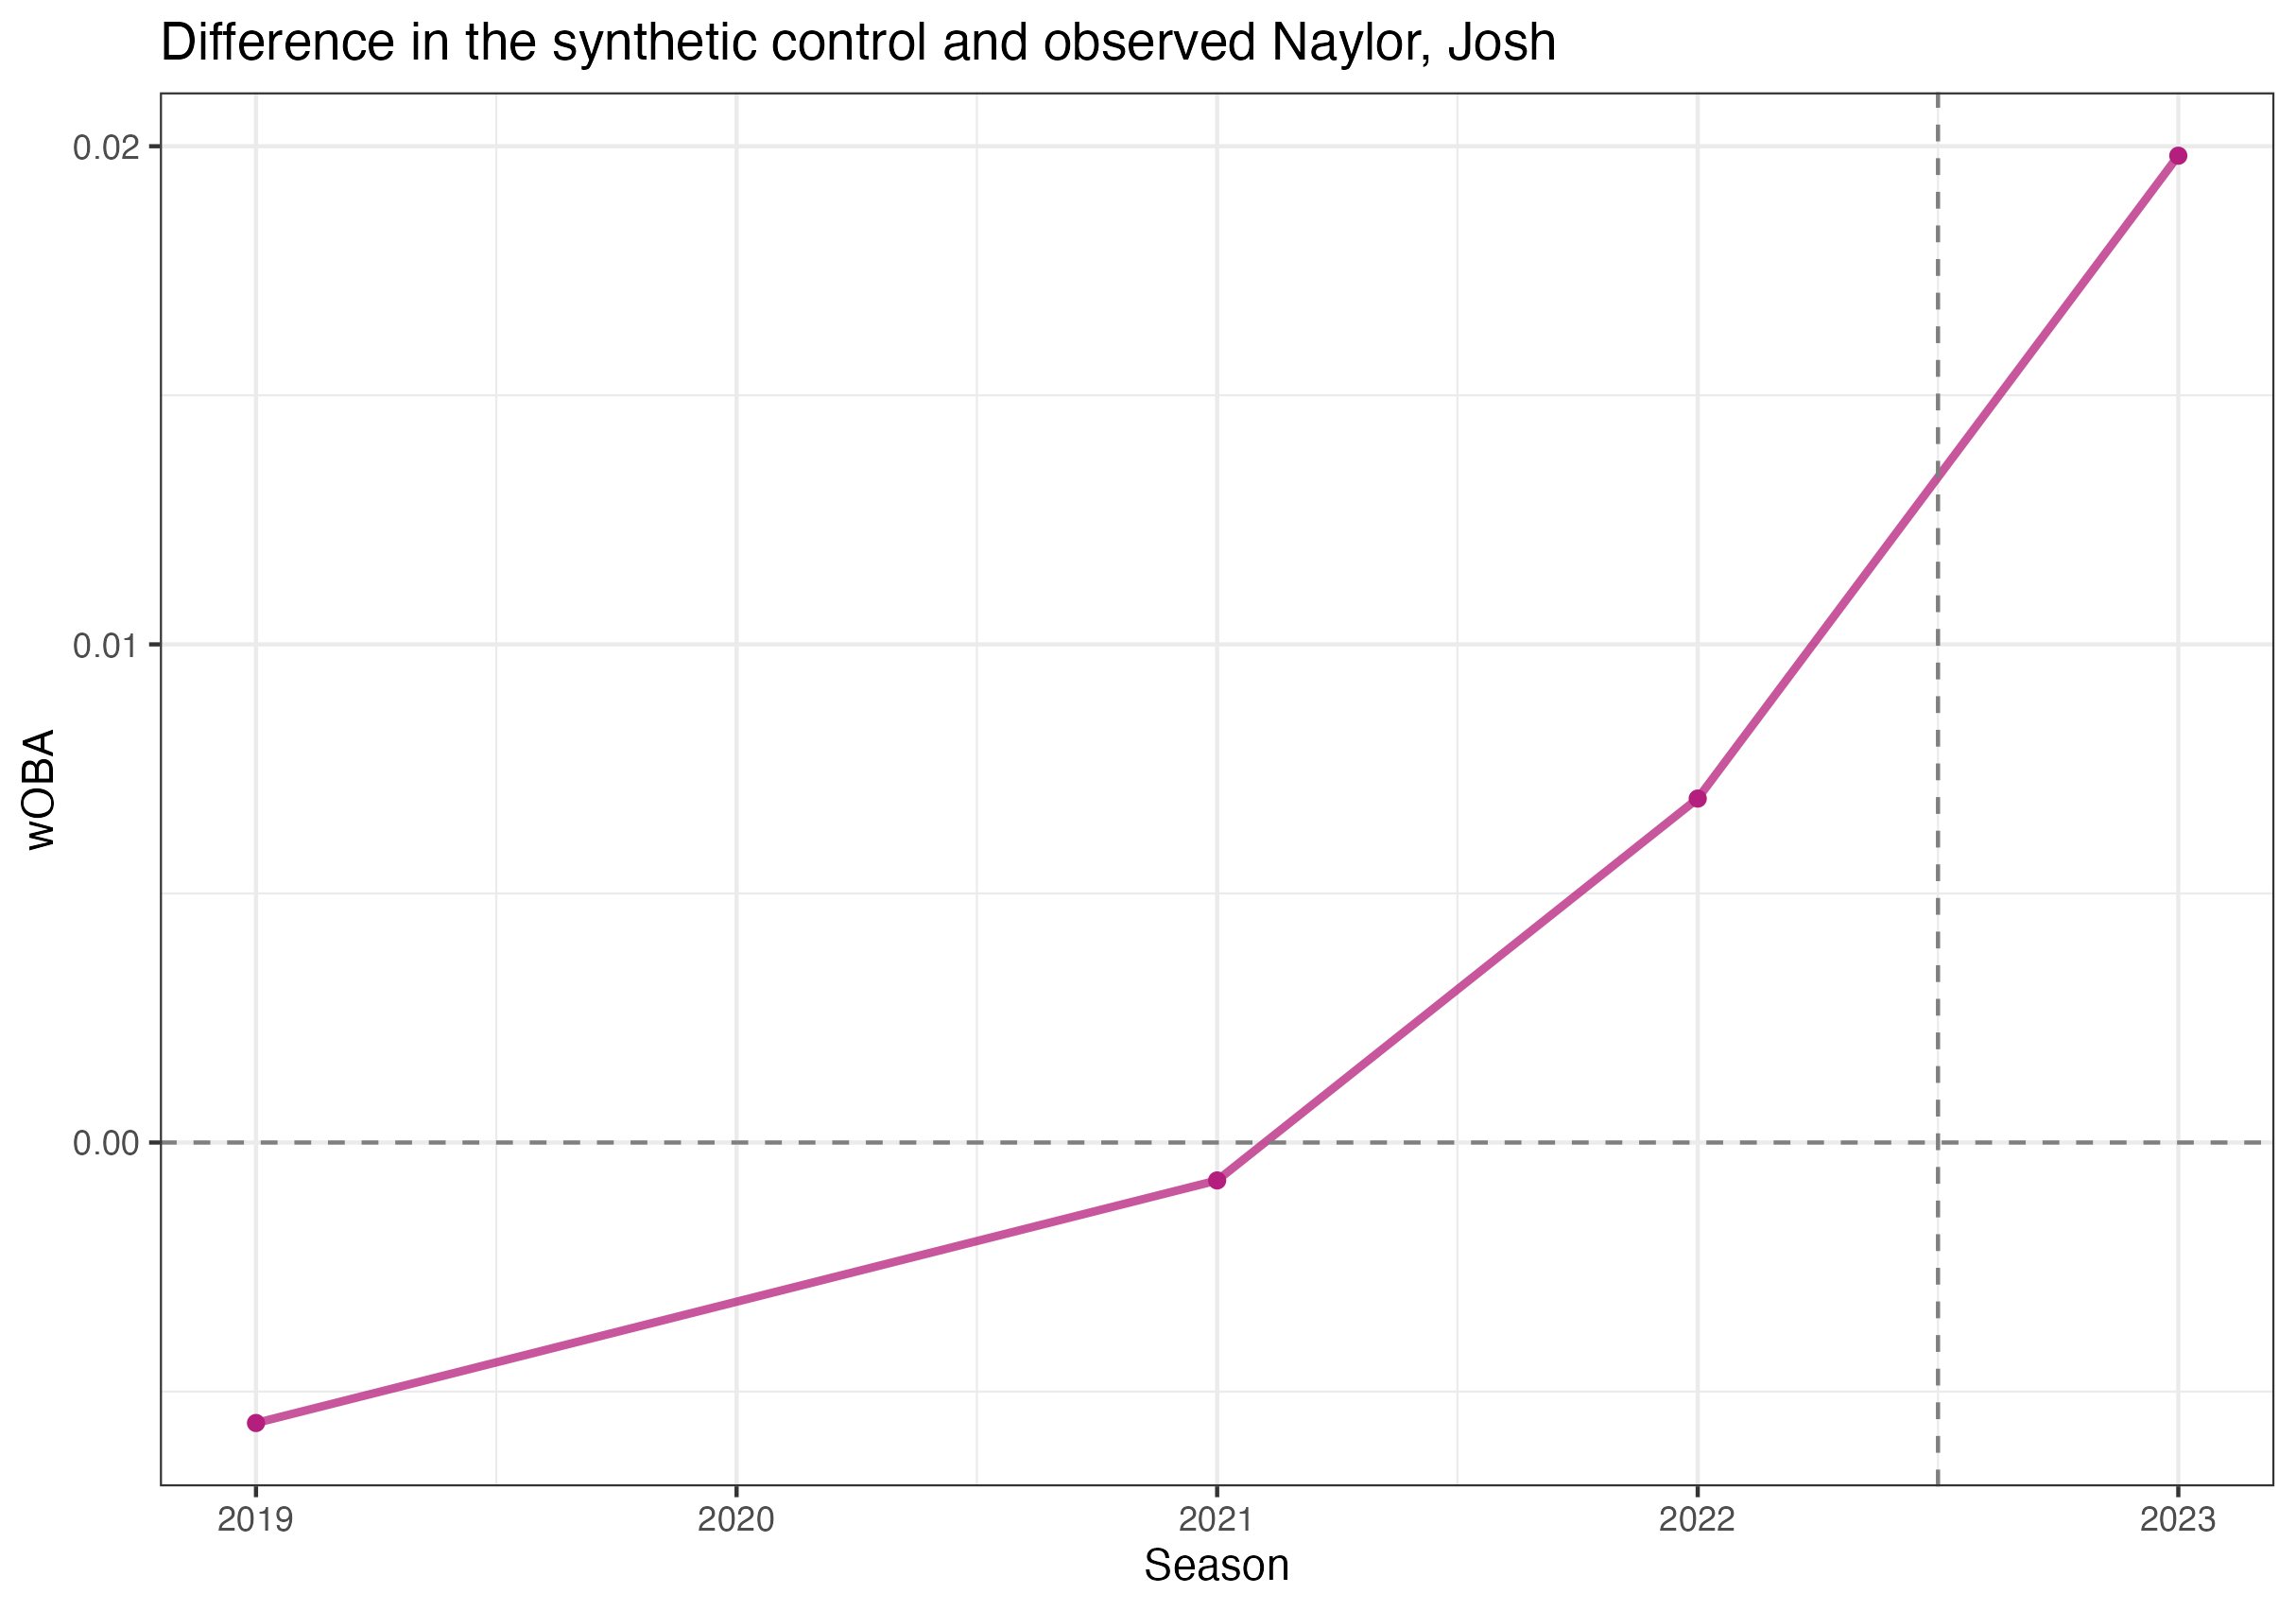 Difference in the synthetic control and observed Naylor, Josh
0.02
0.01
0.00
wOBA
2019 2020 2021 2022 2023
Season